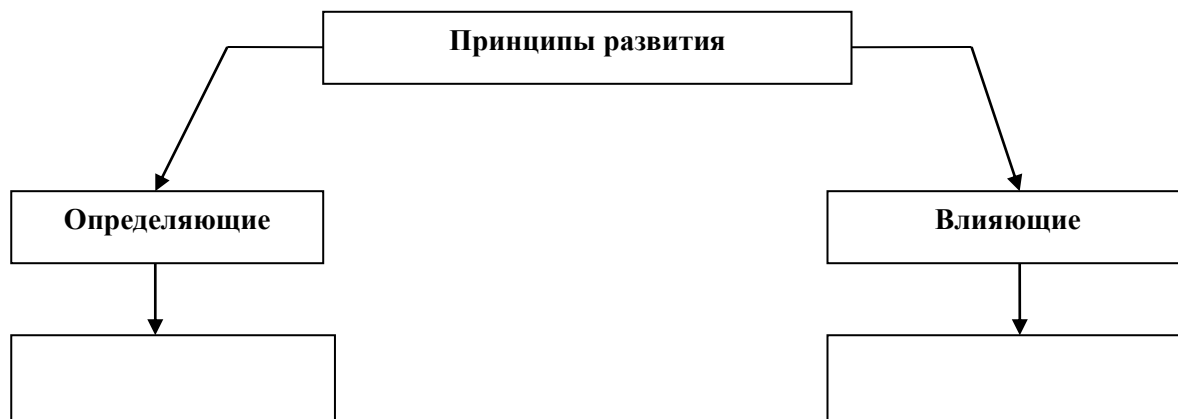 Принципы развития
Определяющие
Влияющие